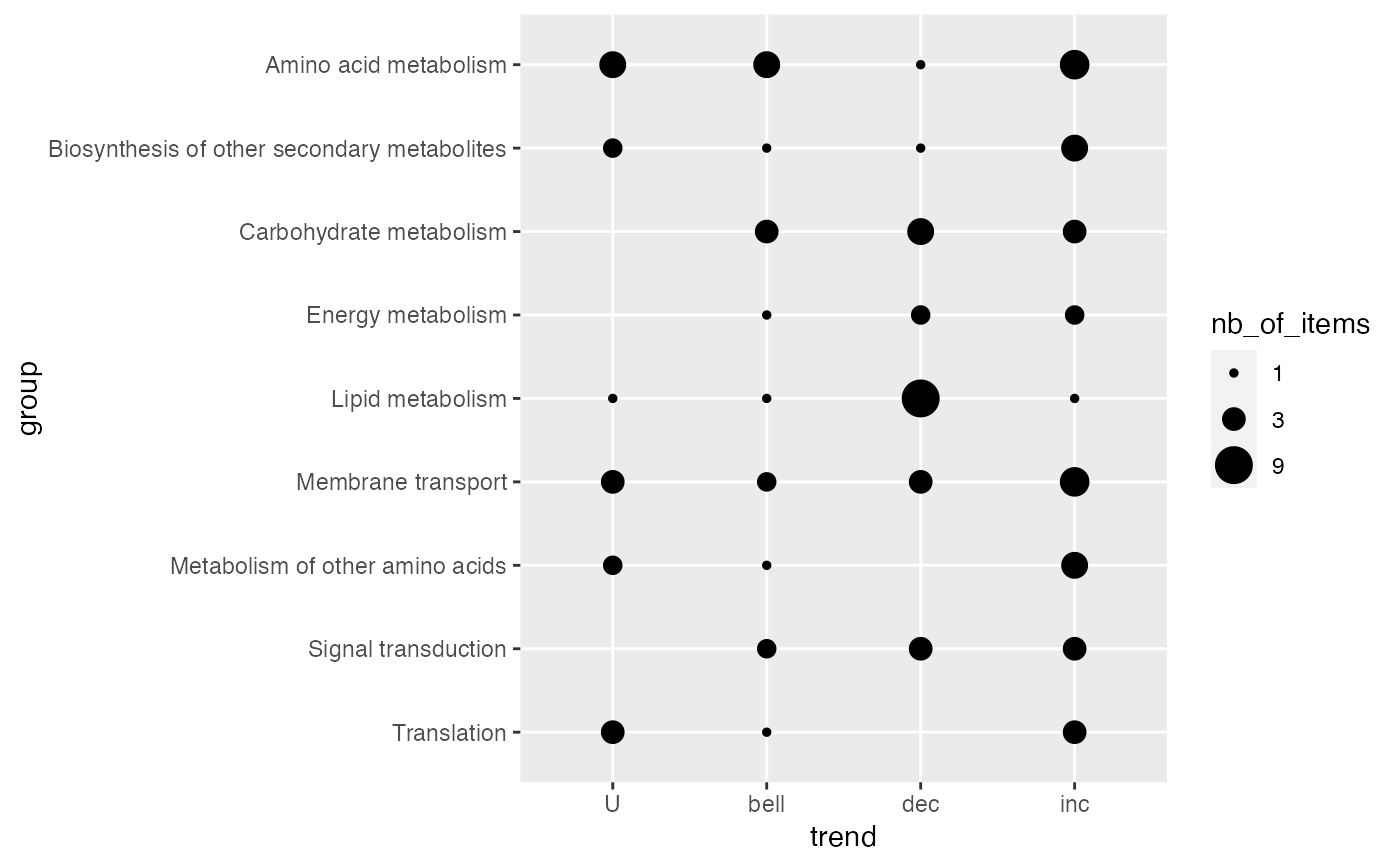 Amino acid metabolism
Biosynthesis of other secondary metabolites
Carbohydrate metabolism
Energy metabolism
Lipid metabolism
Membrane transport
Metabolism of other amino acids
Signal transduction
Translation
group
U bell dec inc
trend
nb_of_items
1
3
9